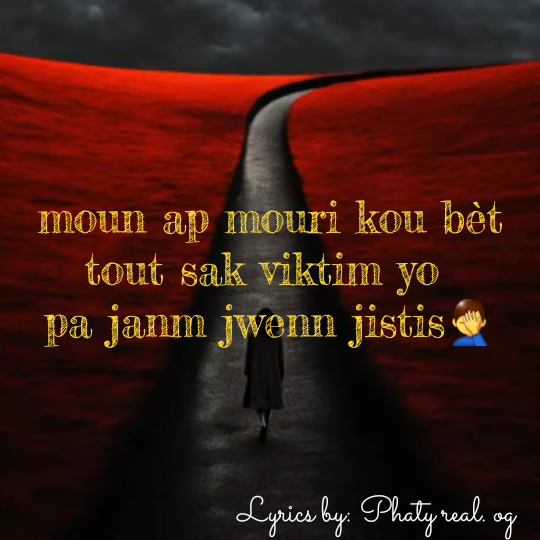 moun ap mouri kou bèt
tout sak viktim yo
pa janm jwenn jistis🤦‍♂️
Lyrics by: Phaty real. og